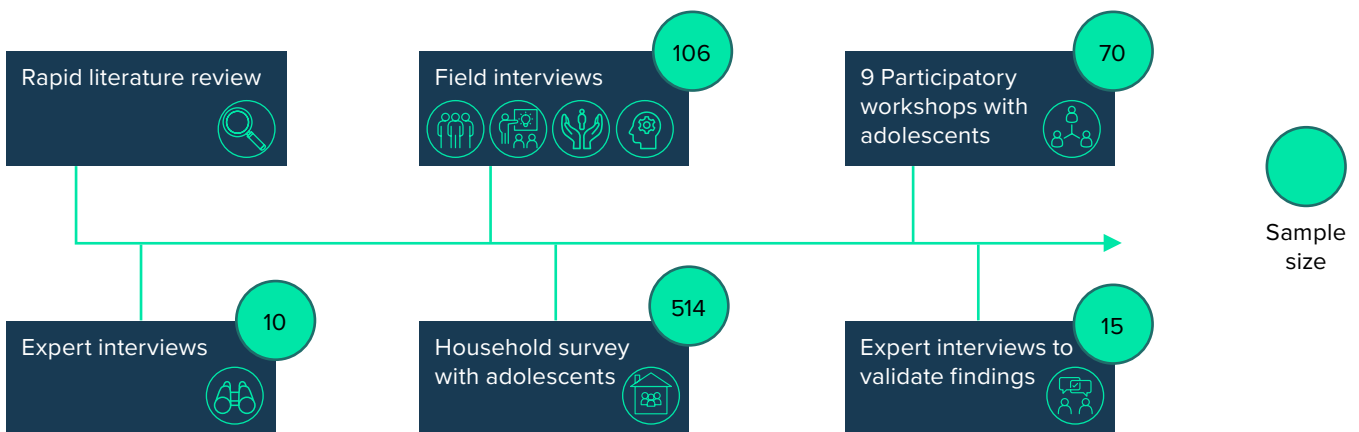 Rapid literature review
Field interviews
106
9 Participatory
workshops with
adolescents
70
Sample
size
Expert interviews
10
Household survey
with adolescents
514
Expert interviews to
validate findings
15